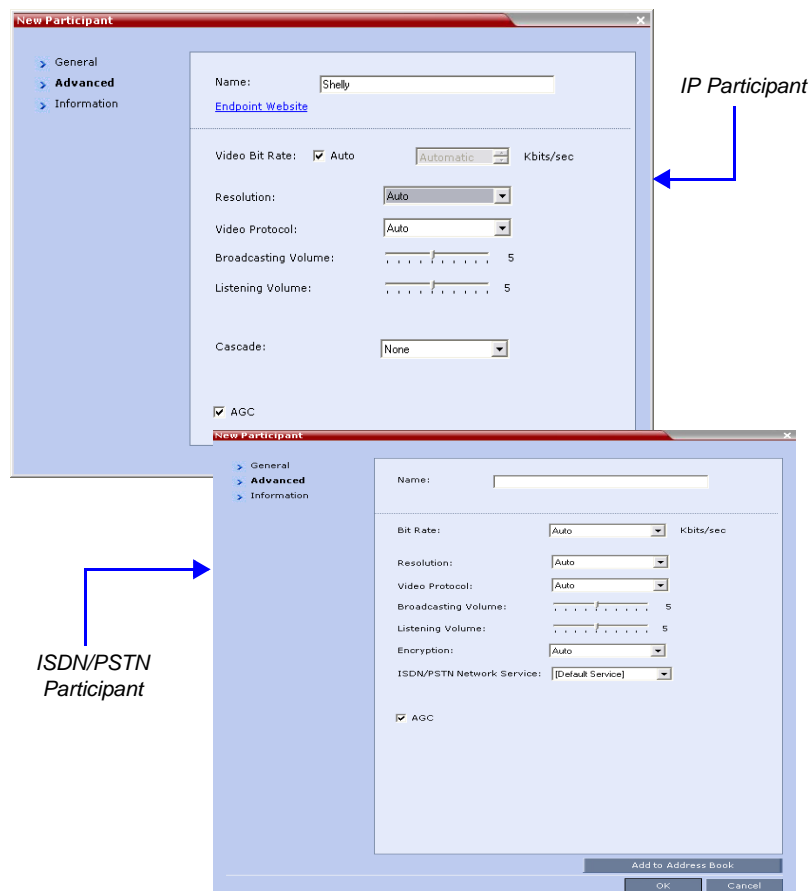 New Participant
General
Advanced
Information
Name: Shelly
Endpoint Website
Video Bit Rate: Auto Automatic Kbits/sec
Resolution: Auto
Video Protocol: Auto
Broadcasting Volume: 5
Listening Volume: 5
Cascade: None
AGC
IP Participant
New Participant
General
Advanced
Information
Name:
Bit Rate: Auto Kbits/sec
Resolution: Auto
Video Protocol: Auto
Broadcasting Volume: 5
Listening Volume: 5
Encryption: Auto
ISDN/PSTN Network Service: [Default Service]
AGC
Add to Address Book
OK Cancel
ISDN/PSTN
Participant